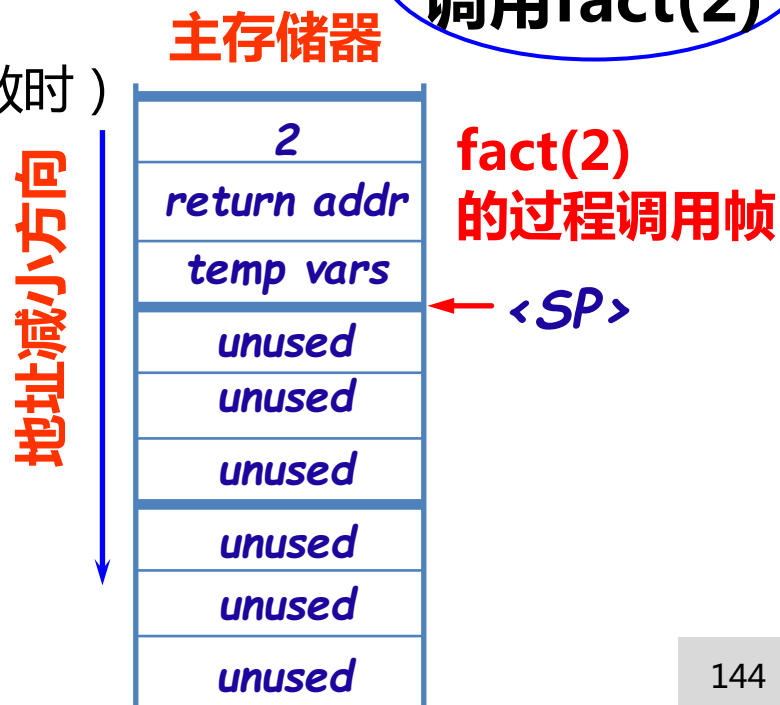 调用fact(2)
主存储器
时）
2
return addr
temp vars
unused
unused
unused
unused
unused
unused
地址减小方向
fact(2)
的过程调用帧
<SP>
144